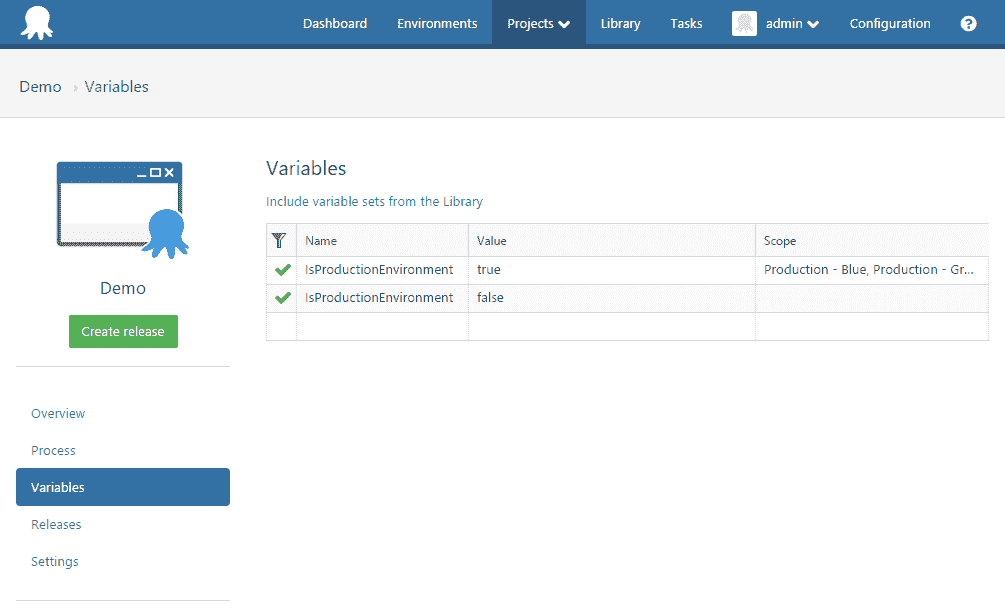 Dashboard Environments Projects Library Tasks admin Configuration ?
Demo › Variables
Variables
Include variable sets from the Library
Name Value Scope
IsProductionEnvironment true Production - Blue, Production - Gr...
IsProductionEnvironment false
Demo
Create release
Overview
Process
Variables
Releases
Settings